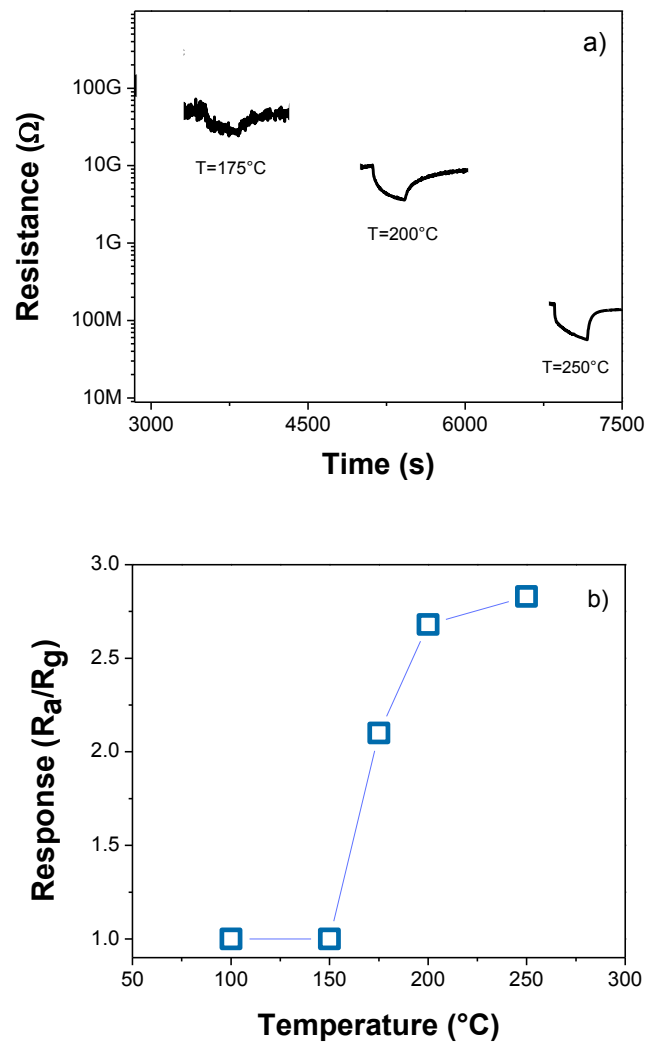 a)
100G
10G
1G
100M
10M
Resistance (Ω)
T=175°C
T=200°C
T=250°C
3000 4500 6000 7500
Time (s)
b)
3.0
2.5
2.0
1.5
1.0
Response (Ra/Rg)
50 100 150 200 250 300
Temperature (°C)